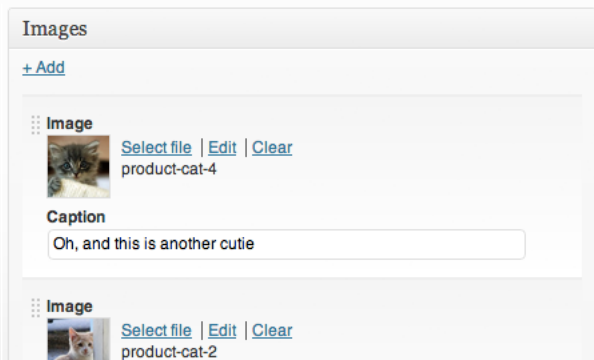 Images
+ Add
Image
Select file | Edit | Clear
product-cat-4
Caption
Oh, and this is another cutie
Image
Select file | Edit | Clear
product-cat-2